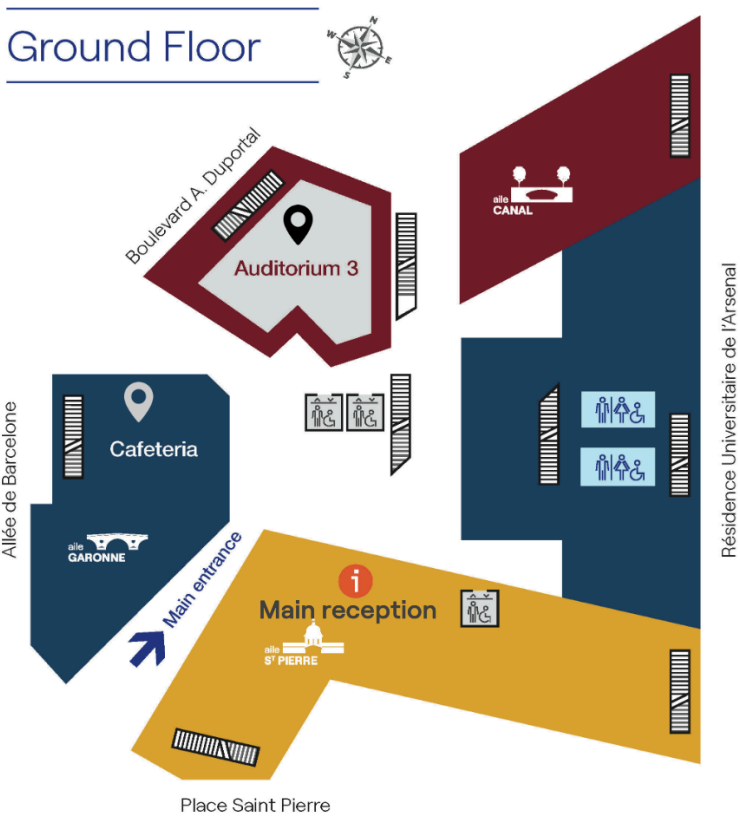 Ground Floor
N
W
E
S
Boulevard A. Duportal
aile
CANAL
Auditorium 3
Résidence Universitaire de l'Arsenal
Allée de Barcelone
Cafeteria
aile
GARONNE
Main entrance
i
Main reception
aile
ST PIERRE
Place Saint Pierre